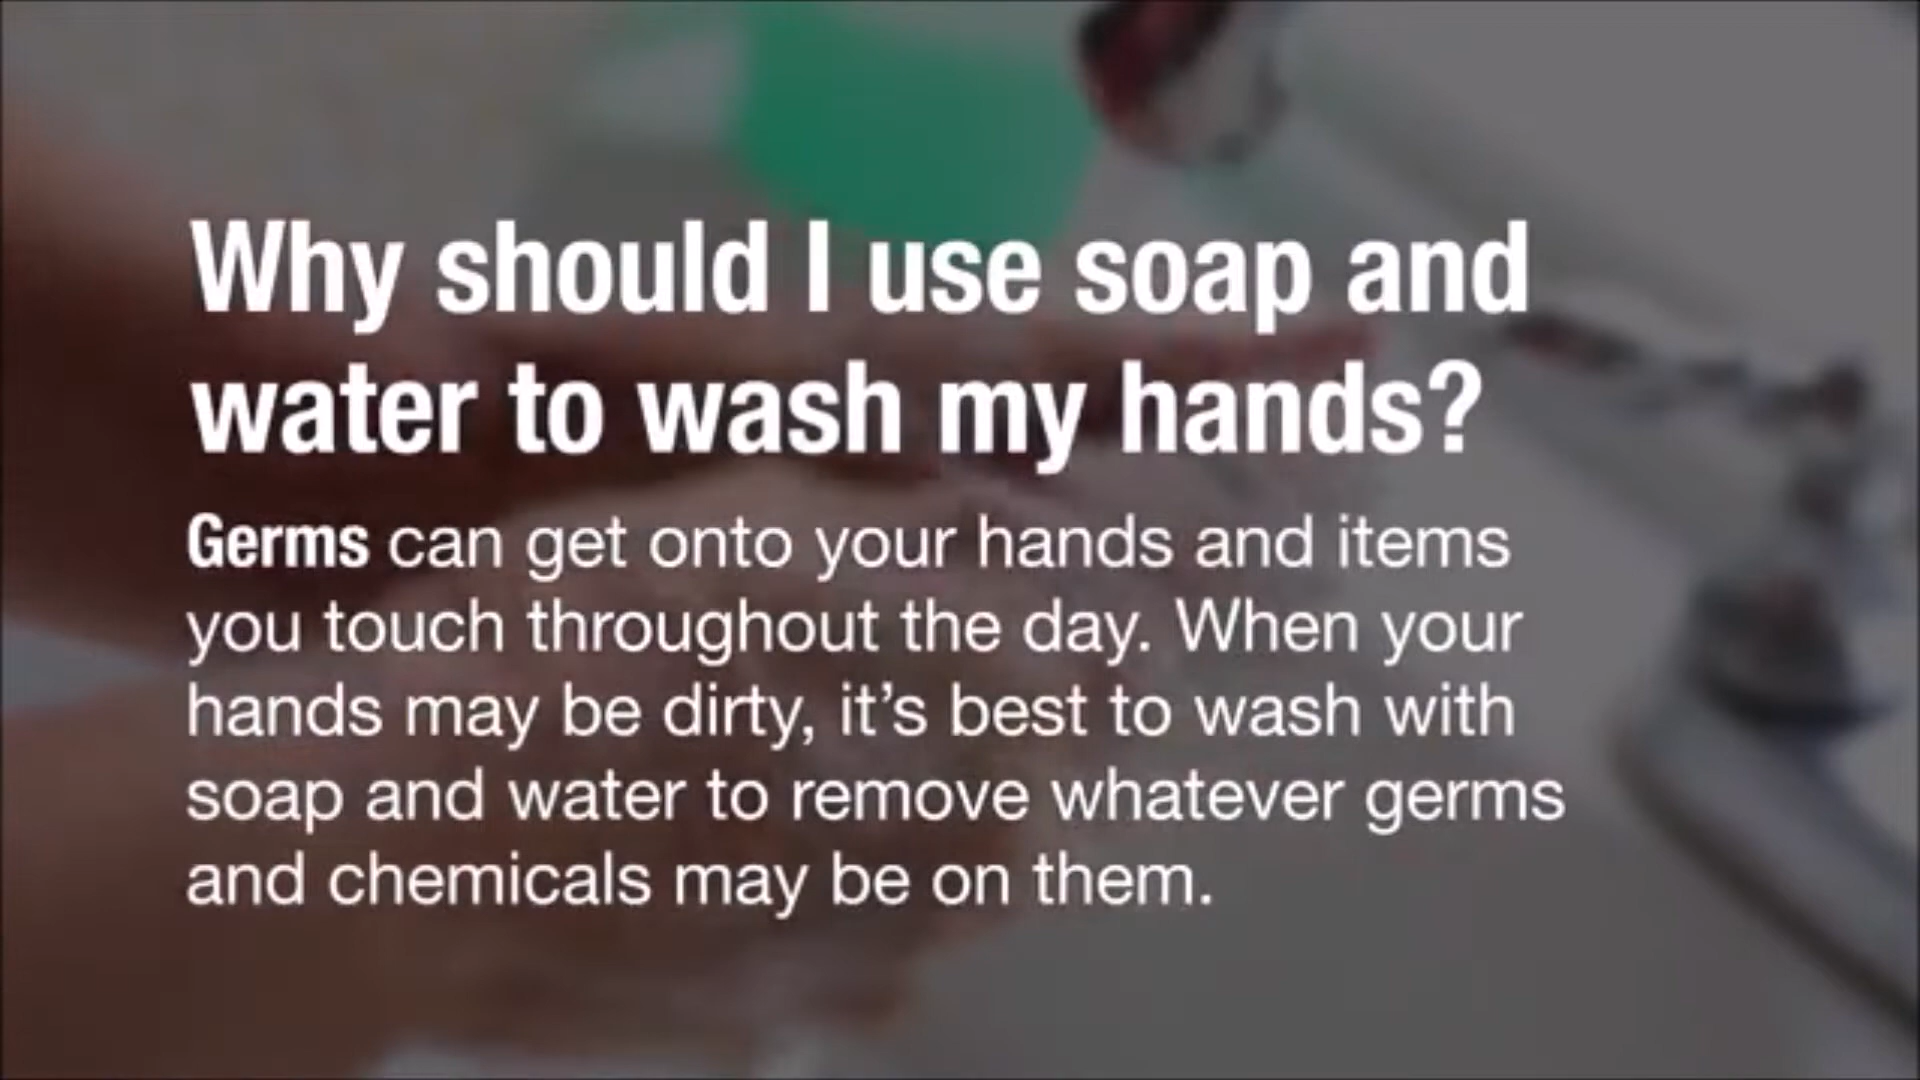 Why should I use soap and
water to wash my hands?
Germs can get onto your hands and items
you touch throughout the day. When your
hands may be dirty, it’s best to wash with
soap and water to remove whatever germs
and chemicals may be on them.